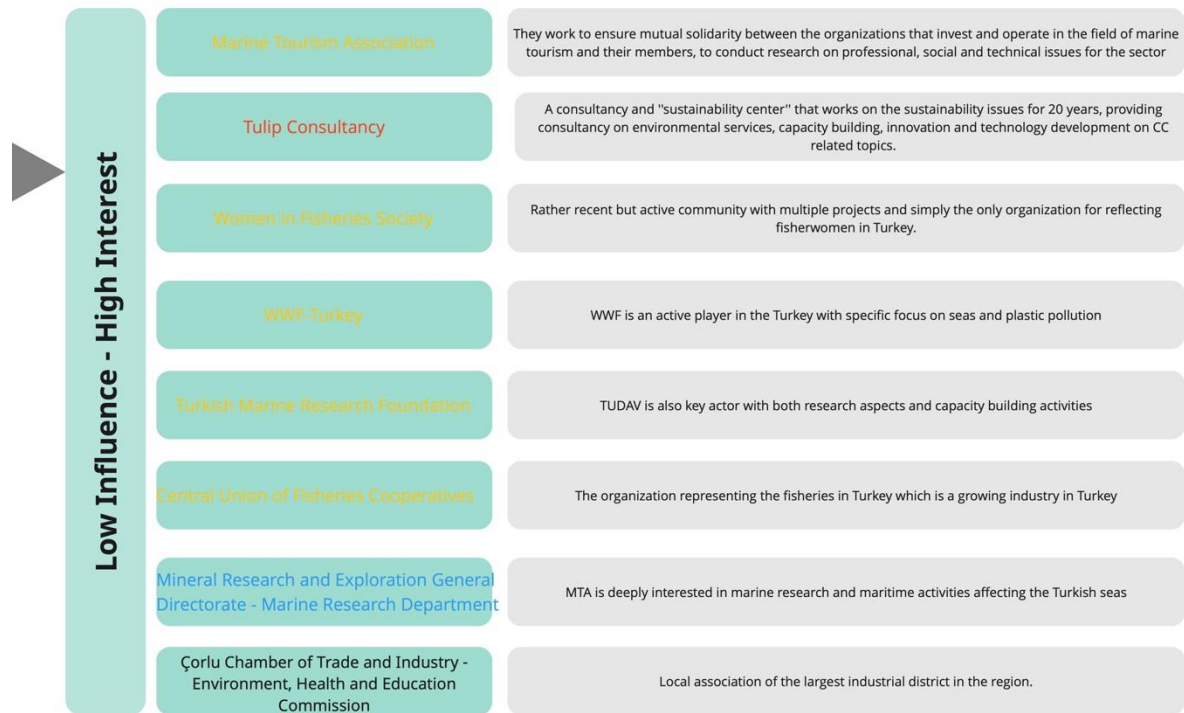 Low Influence - High Interest
Marine Tourism Association
They work to ensure mutual solidarity between the organizations that invest and operate in the field of marine
tourism and their members, to conduct research on professional, social and technical issues for the sector
Tulip Consultancy
A consultancy and "sustainability center" that works on the sustainability issues for 20 years, providing
consultancy on environmental services, capacity building, innovation and technology development on CC
related topics.
Women in Fisheries Society
Rather recent but active community with multiple projects and simply the only organization for reflecting
fisherwomen in Turkey.
WWF-Turkey
WWF is an active player in the Turkey with specific focus on seas and plastic pollution
Turkish Marine Research Foundation
TUDAV is also key actor with both research aspects and capacity building activities
Central Union of Fisheries Cooperatives
The organization representing the fisheries in Turkey which is a growing industry in Turkey
Mineral Research and Exploration General
Directorate - Marine Research Department
MTA is deeply interested in marine research and maritime activities affecting the Turkish seas
Çorlu Chamber of Trade and Industry -
Environment, Health and Education
Commission
Local association of the largest industrial district in the region.